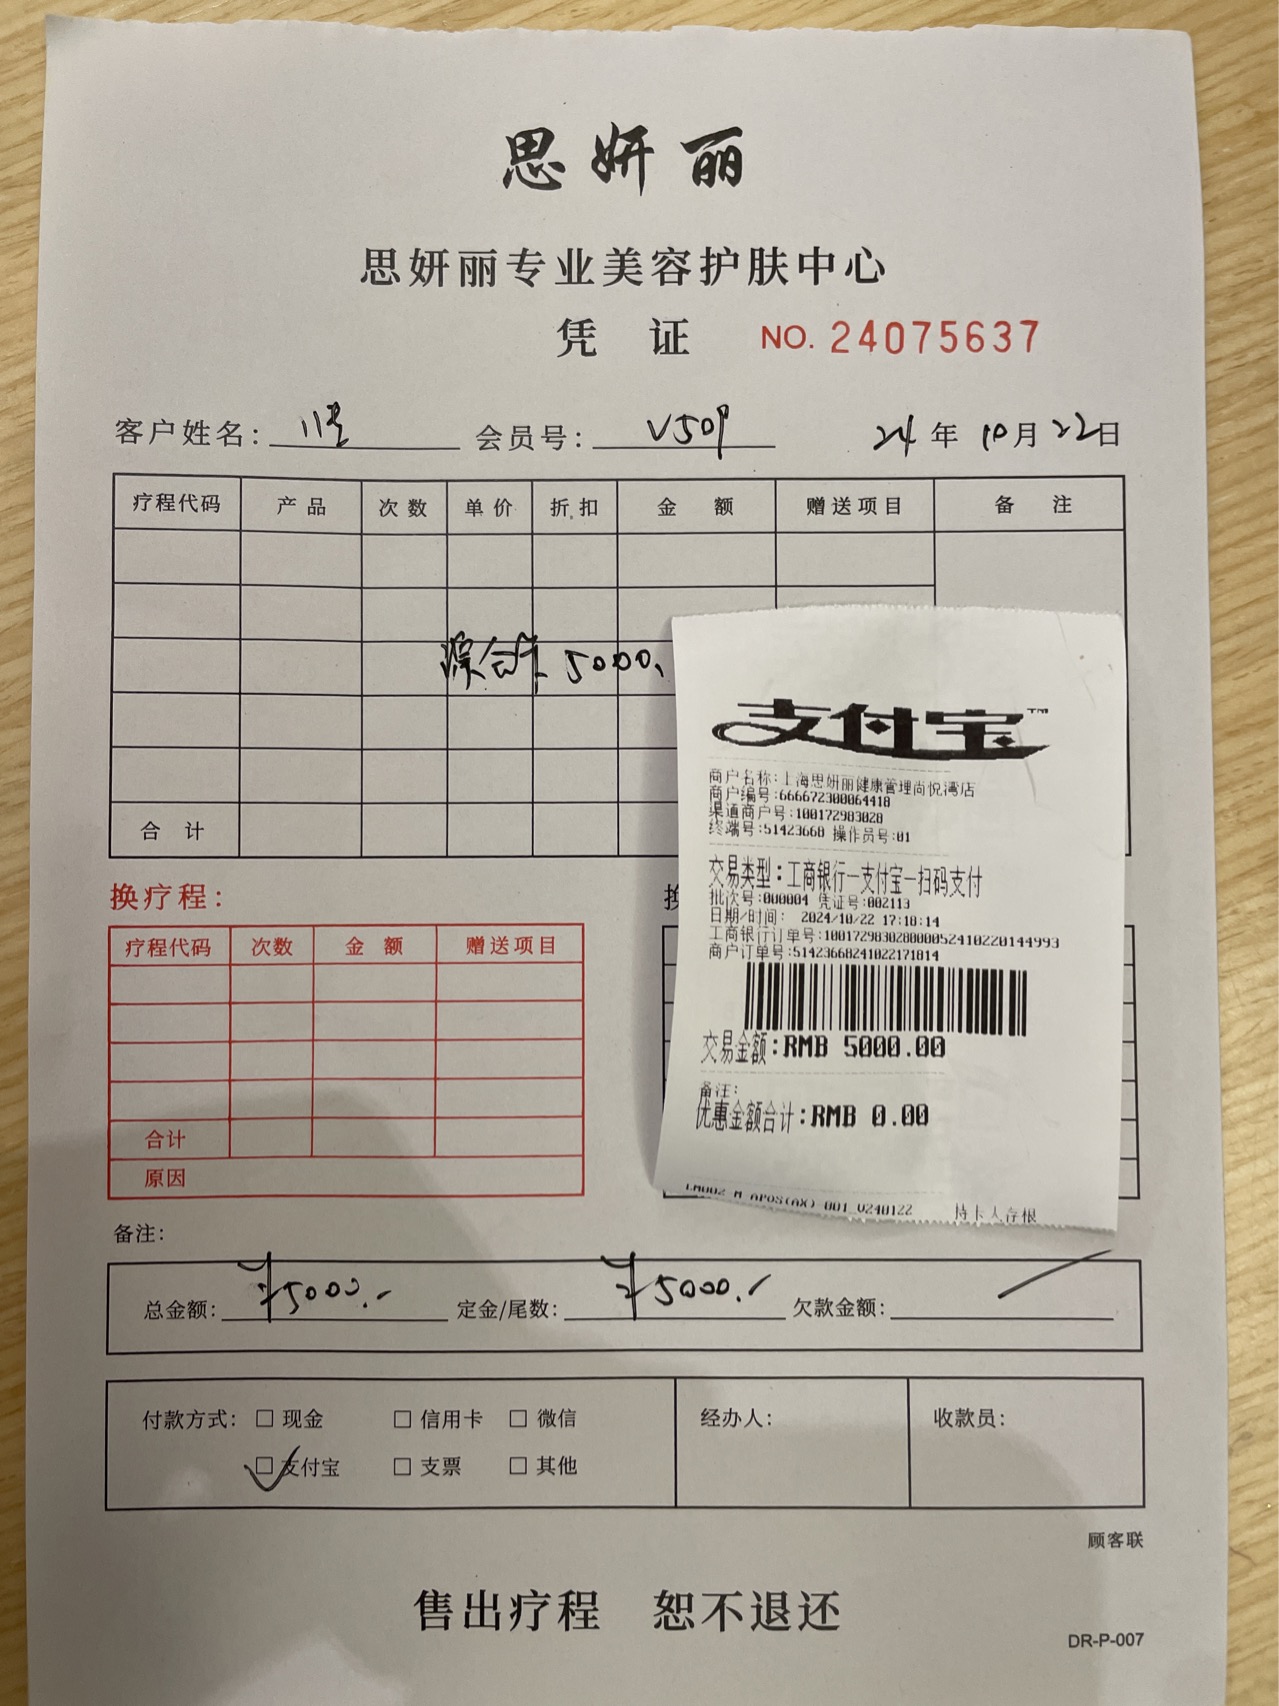 思妍丽
思妍丽专业美容护肤中心
凭 证 NO. 24075637
客户姓名： 会员号： 24年 10月 22日
疗程代码 产品 次数 单价 折扣 金额 赠送项目 备注
综合卡 5000.
合计
支付宝
商户名称:上海思妍丽健康管理尚悦湾店
商户编号:666672300064418
渠道商户号:100172983028
终端号:51423668 操作员号:01
交易类型:工商银行—支付宝—扫码支付
批次号:000004 凭证号:002113
日期/时间: 2024/10/22 17:18:14
工商银行订单号:10017298302800005241022014​4993
商户订单号:51423668241022171814
交易金额:RMB 5000.00
备注:
优惠金额合计:RMB 0.00
持卡人存根
换疗程： 换
疗程代码 次数 金额 赠送项目
合计
原因
备注：
总金额： ¥5000.- 定金/尾数： ¥5000.- 欠款金额：
付款方式： □ 现金 □ 信用卡 □ 微信 经办人： 收款员：
□ 支付宝 □ 支票 □ 其他
顾客联
售出疗程 恕不退还
DR-P-007